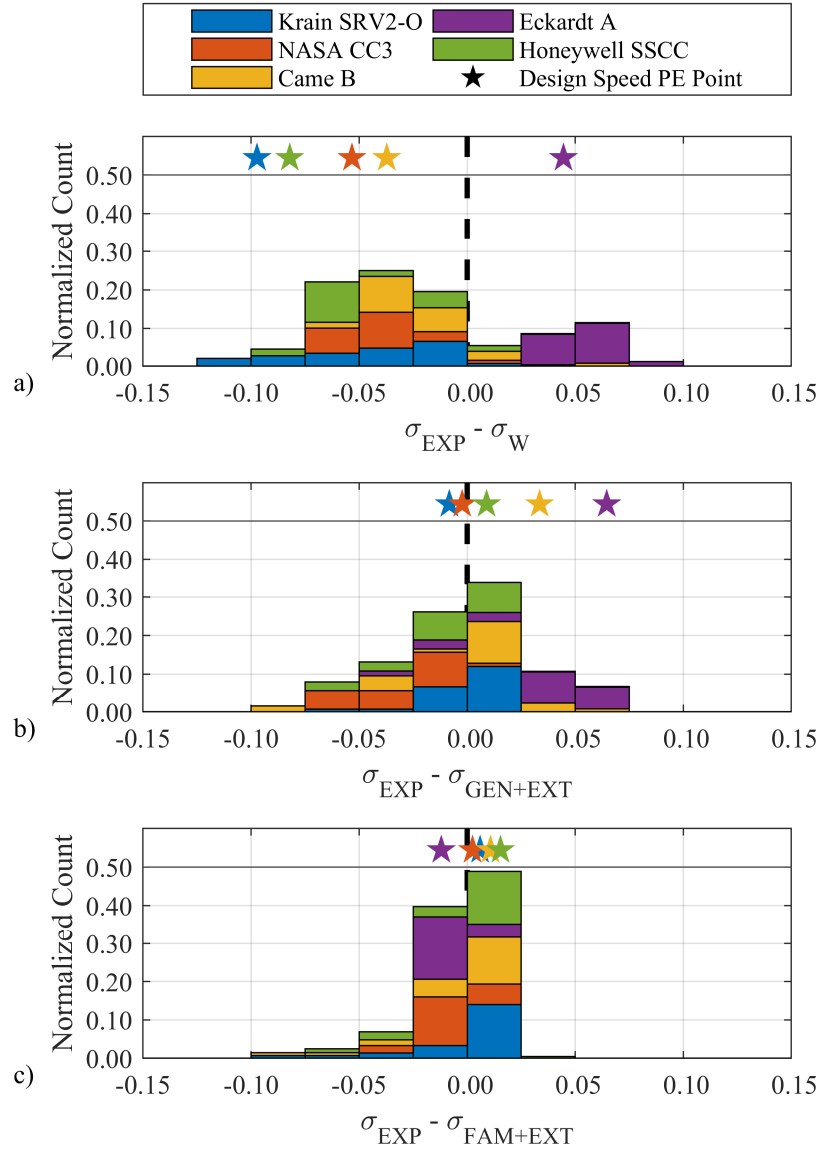 Krain SRV2-O Eckardt A
NASA CC3 Honeywell SSCC
Came B Design Speed PE Point
Normalized Count
0.50
0.40
0.30
0.20
0.10
0.00
a)
-0.15 -0.10 -0.05 0.00 0.05 0.10 0.15
σEXP - σW
Normalized Count
0.50
0.40
0.30
0.20
0.10
0.00
b)
-0.15 -0.10 -0.05 0.00 0.05 0.10 0.15
σEXP - σGEN+EXT
Normalized Count
0.50
0.40
0.30
0.20
0.10
0.00
c)
-0.15 -0.10 -0.05 0.00 0.05 0.10 0.15
σEXP - σFAM+EXT